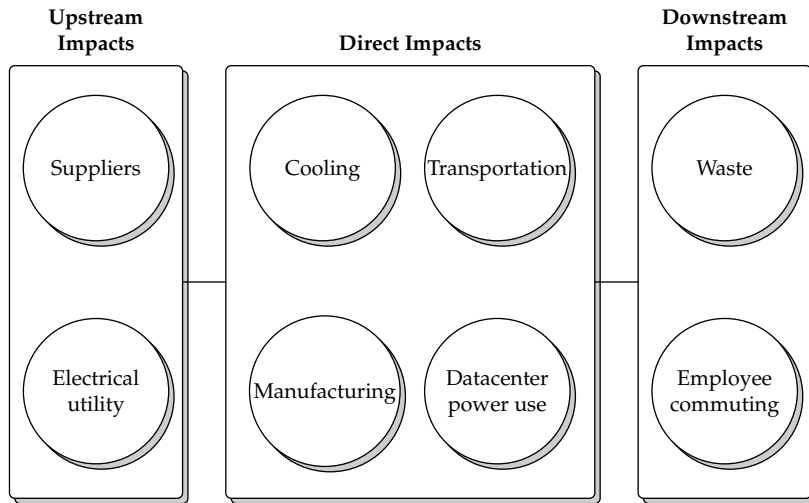 Upstream
Impacts
Direct Impacts
Downstream
Impacts
Suppliers
Electrical
utility
Cooling
Transportation
Manufacturing
Datacenter
power use
Waste
Employee
commuting